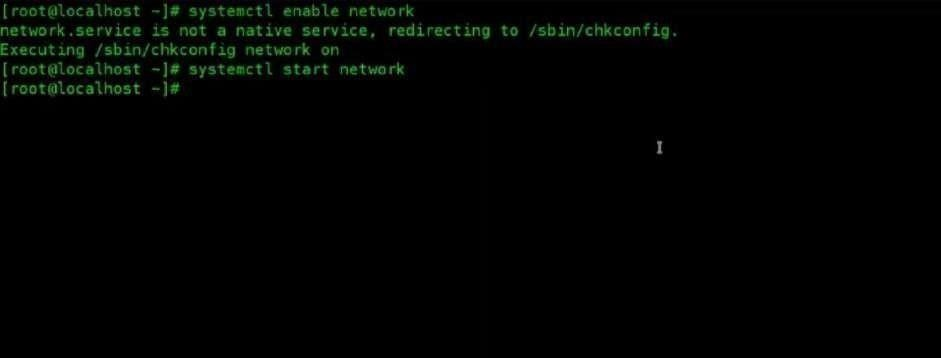 [root@localhost ~]# systemctl enable network
network.service is not a native service, redirecting to /sbin/chkconfig.
Executing /sbin/chkconfig network on
[root@localhost ~]# systemctl start network
[root@localhost ~]#